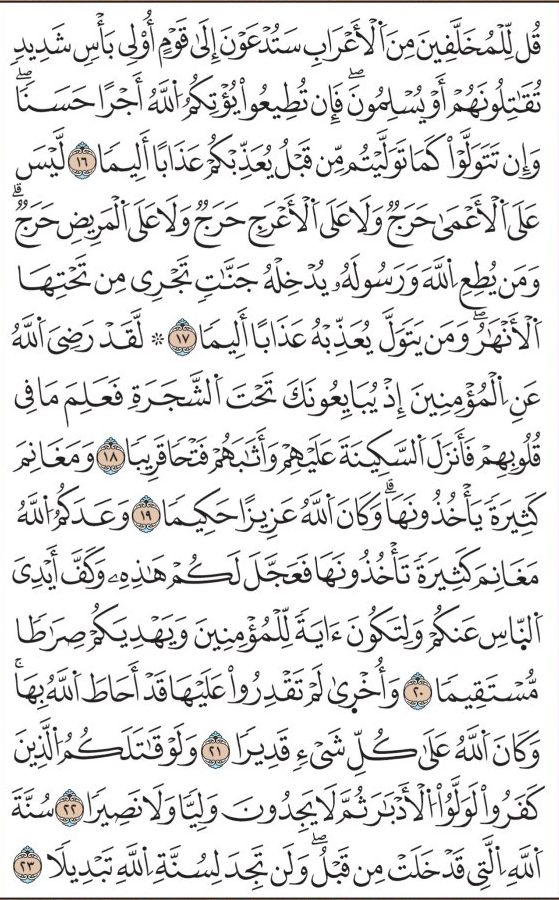 قُل لِّلْمُخَلَّفِينَ مِنَ ٱلْأَعْرَابِ سَتُدْعَوْنَ إِلَىٰ قَوْمٍ أُو۟لِى بَأْسٍ شَدِيدٍ
تُقَٰتِلُونَهُمْ أَوْ يُسْلِمُونَ ۖ فَإِن تُطِيعُوا۟ يُؤْتِكُمُ ٱللَّهُ أَجْرًا حَسَنًا ۖ
وَإِن تَتَوَلَّوْا۟ كَمَا تَوَلَّيْتُم مِّن قَبْلُ يُعَذِّبْكُمْ عَذَابًا أَلِيمًا ١٦ لَّيْسَ
عَلَى ٱلْأَعْمَىٰ حَرَجٌ وَلَا عَلَى ٱلْأَعْرَجِ حَرَجٌ وَلَا عَلَى ٱلْمَرِيضِ حَرَجٌ ۗ
وَمَن يُطِعِ ٱللَّهَ وَرَسُولَهُۥ يُدْخِلْهُ جَنَّٰتٍ تَجْرِى مِن تَحْتِهَا
ٱلْأَنْهَٰرُ ۖ وَمَن يَتَوَلَّ يُعَذِّبْهُ عَذَابًا أَلِيمًا ١٧ ۞ لَّقَدْ رَضِىَ ٱللَّهُ
عَنِ ٱلْمُؤْمِنِينَ إِذْ يُبَايِعُونَكَ تَحْتَ ٱلشَّجَرَةِ فَعَلِمَ مَا فِى
قُلُوبِهِمْ فَأَنزَلَ ٱلسَّكِينَةَ عَلَيْهِمْ وَأَثَٰبَهُمْ فَتْحًا قَرِيبًا ١٨ وَمَغَانِمَ
كَثِيرَةً يَأْخُذُونَهَا ۗ وَكَانَ ٱللَّهُ عَزِيزًا حَكِيمًا ١٩ وَعَدَكُمُ ٱللَّهُ
مَغَانِمَ كَثِيرَةً تَأْخُذُونَهَا فَعَجَّلَ لَكُمْ هَٰذِهِۦ وَكَفَّ أَيْدِىَ
ٱلنَّاسِ عَنكُمْ وَلِتَكُونَ ءَايَةً لِّلْمُؤْمِنِينَ وَيَهْدِيَكُمْ صِرَٰطًا
مُّسْتَقِيمًا ٢٠ وَأُخْرَىٰ لَمْ تَقْدِرُوا۟ عَلَيْهَا قَدْ أَحَاطَ ٱللَّهُ بِهَا ۚ
وَكَانَ ٱللَّهُ عَلَىٰ كُلِّ شَىْءٍ قَدِيرًا ٢١ وَلَوْ قَٰتَلَكُمُ ٱلَّذِينَ
كَفَرُوا۟ لَوَلَّوُا۟ ٱلْأَدْبَٰرَ ثُمَّ لَا يَجِدُونَ وَلِيًّا وَلَا نَصِيرًا ٢٢ سُنَّةَ
ٱللَّهِ ٱلَّتِى قَدْ خَلَتْ مِن قَبْلُ ۖ وَلَن تَجِدَ لِسُنَّةِ ٱللَّهِ تَبْدِيلًا ٢٣